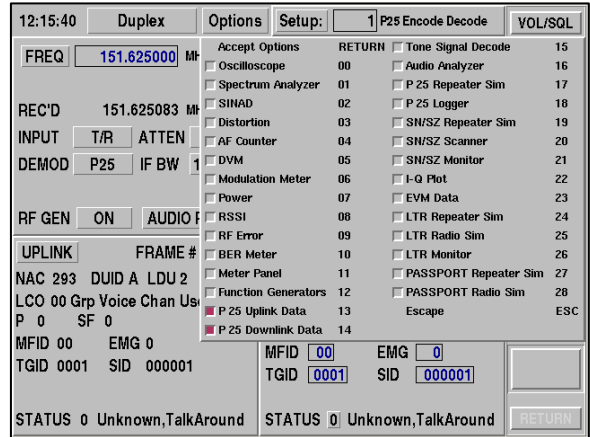 12:15:40 Duplex Options Setup: 1 P25 Encode Decode VOL/SQL
FREQ 151.625000
REC'D 151.625083
INPUT T/R ATTEN
DEMOD P25 IF BW
RF GEN ON AUDIO
Accept Options RETURN
Oscilloscope 00
Spectrum Analyzer 01
SINAD 02
Distortion 03
AF Counter 04
DVM 05
Modulation Meter 06
Power 07
RSSI 08
RF Error 09
BER Meter 10
Meter Panel 11
Function Generators 12
P 25 Uplink Data 13
P 25 Downlink Data 14
Tone Signal Decode 15
Audio Analyzer 16
P 25 Repeater Sim 17
P 25 Logger 18
SN/SZ Repeater Sim 19
SN/SZ Scanner 20
SN/SZ Monitor 21
I-Q Plot 22
EVM Data 23
LTR Repeater Sim 24
LTR Radio Sim 25
LTR Monitor 26
PASSPORT Repeater Sim 27
PASSPORT Radio Sim 28
Escape ESC
UPLINK FRAME #
NAC 293 DUID A LDU 2
LCO 00 Grp Voice Chan Us
P 0 SF 0
MFID 00 EMG 0
TGID 0001 SID 000001
STATUS 0 Unknown,TalkAround
MFID 00 EMG 0
TGID 0001 SID 000001
STATUS 0 Unknown,TalkAround
RETURN